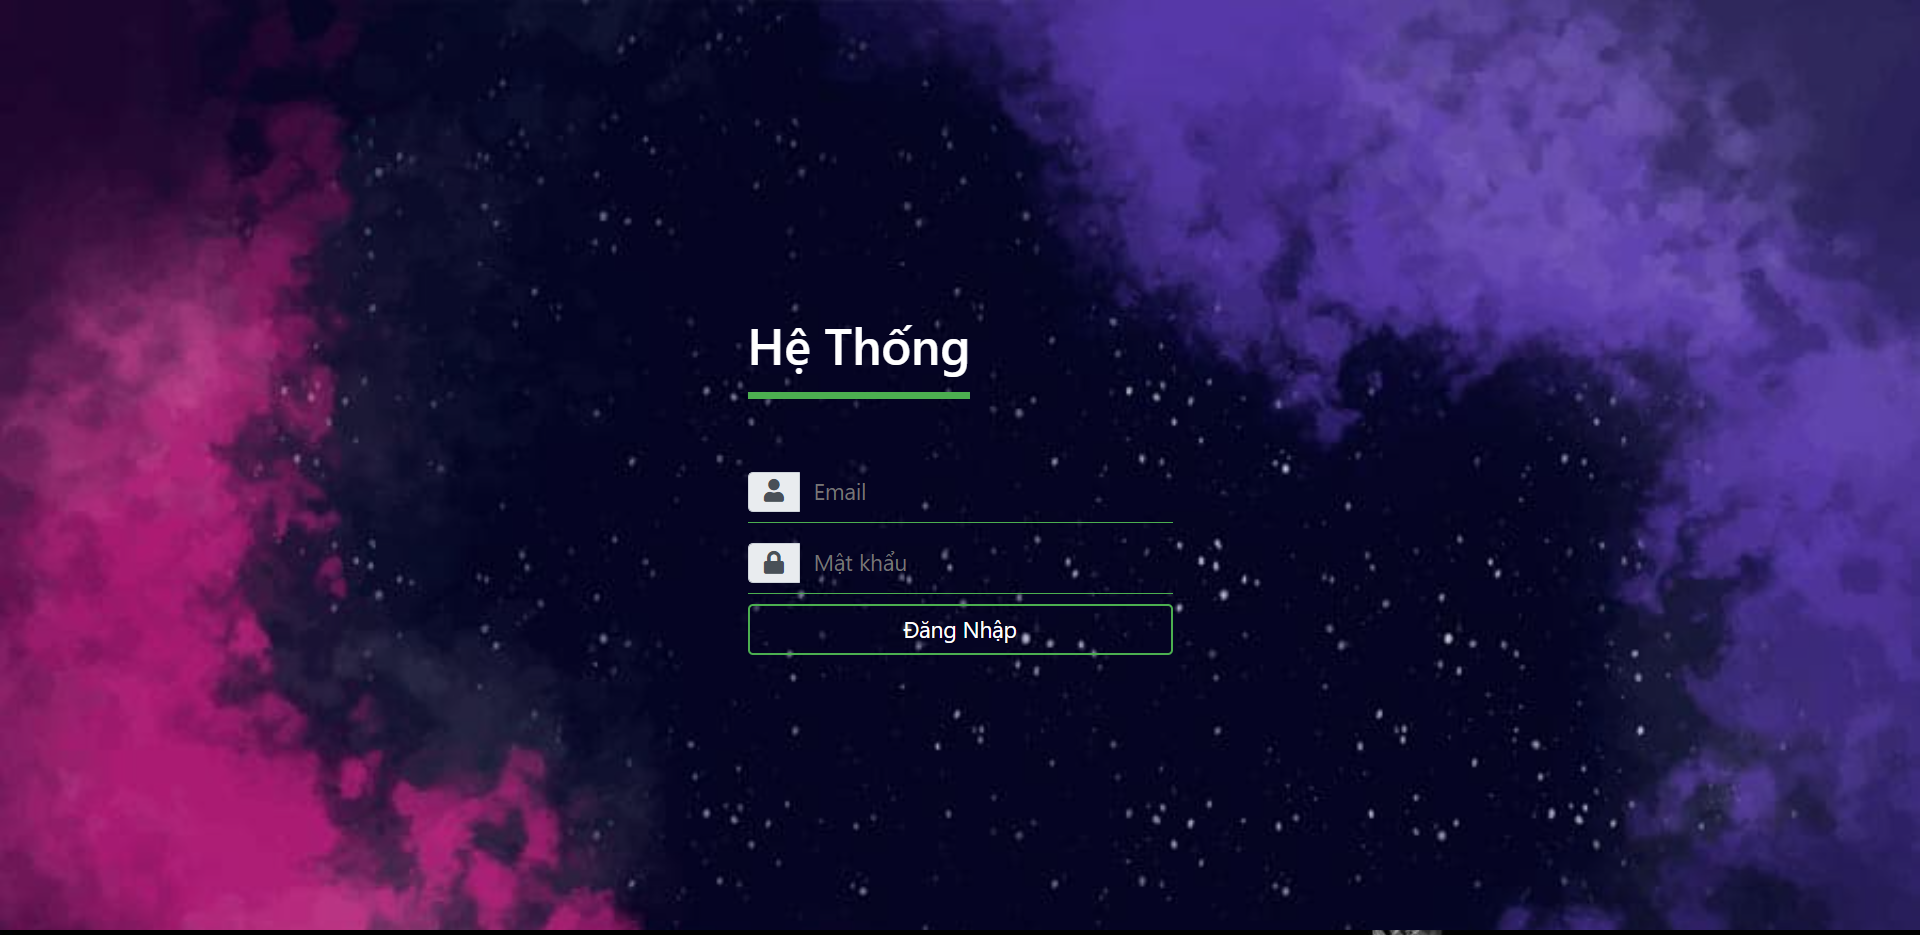 Hệ Thống
Email
Mật khẩu
Đăng Nhập